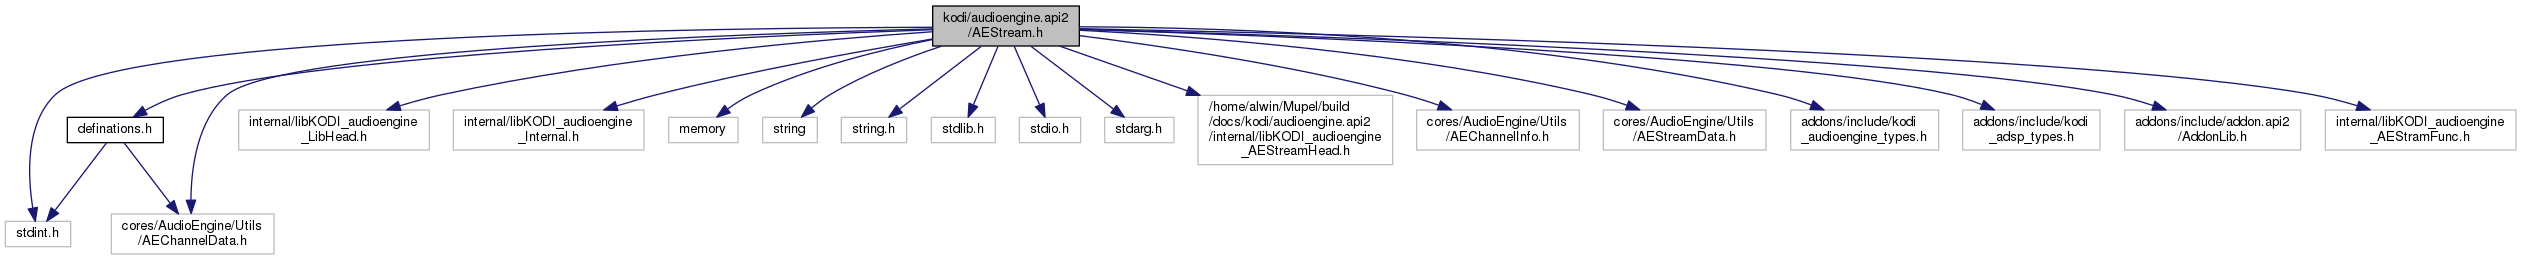 kodi/audioengine.api2
/AEStream.h
definations.h
internal/libKODI_audioengine
_LibHead.h
internal/libKODI_audioengine
_Internal.h
memory
string
string.h
stdlib.h
stdio.h
stdarg.h
/home/alwin/Mupel/build
/docs/kodi/audioengine.api2
/internal/libKODI_audioengine
_AEStreamHead.h
cores/AudioEngine/Utils
/AEChannelInfo.h
cores/AudioEngine/Utils
/AEStreamData.h
addons/include/kodi
_audioengine_types.h
addons/include/kodi
_adsp_types.h
addons/include/addon.api2
/AddonLib.h
internal/libKODI_audioengine
_AEStramFunc.h
stdint.h
cores/AudioEngine/Utils
/AEChannelData.h